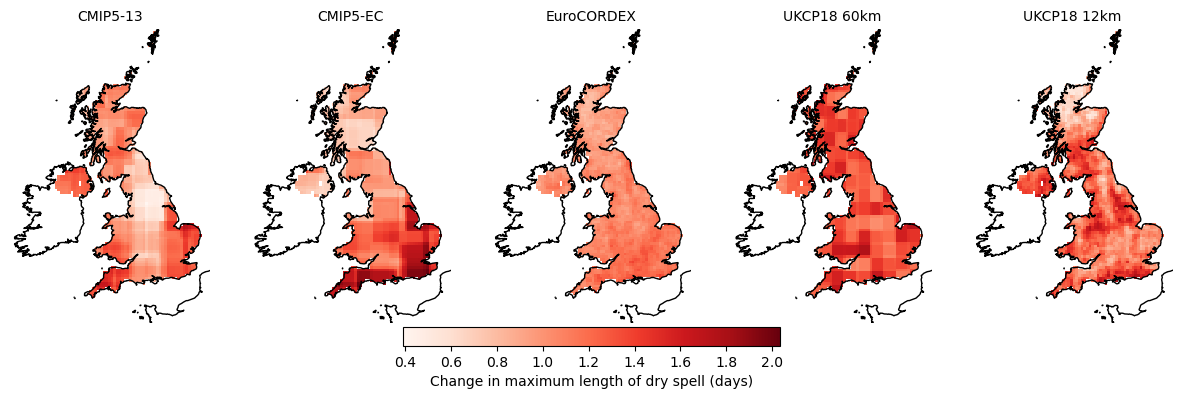 CMIP5-13 CMIP5-EC EuroCORDEX UKCP18 60km UKCP18 12km
0.4 0.6 0.8 1.0 1.2 1.4 1.6 1.8 2.0
Change in maximum length of dry spell (days)